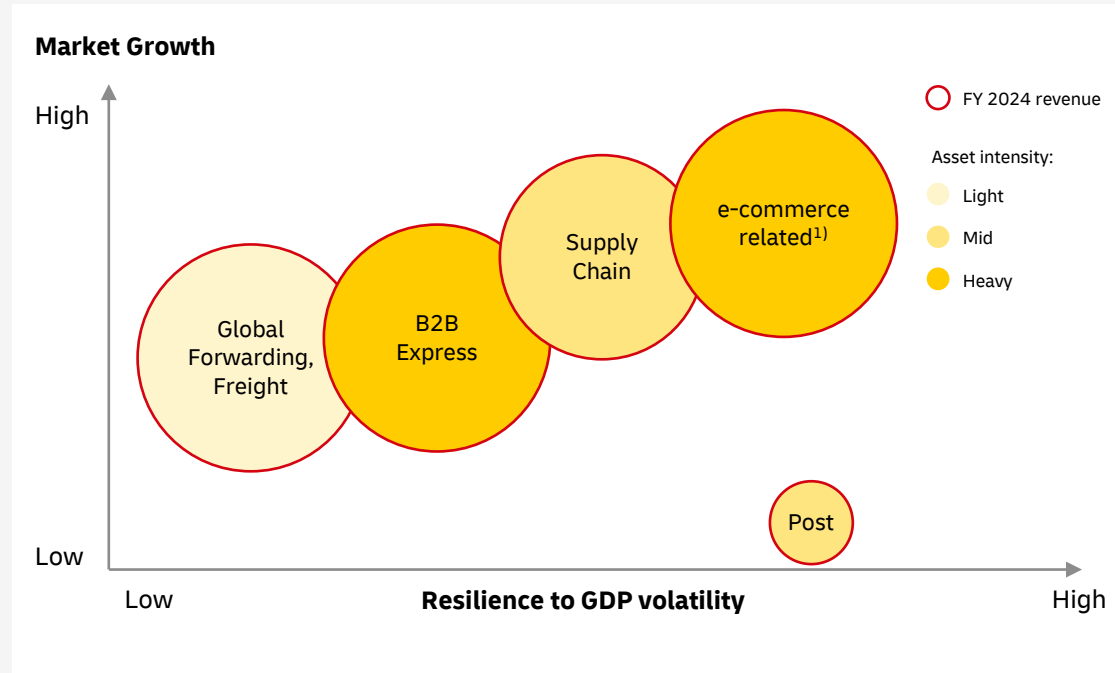 Market Growth
High
FY 2024 revenue
Asset intensity:
Light
Mid
Heavy
e-commerce
related¹⁾
Supply
Chain
B2B
Express
Global
Forwarding,
Freight
Post
Low
Low
Resilience to GDP volatility
High